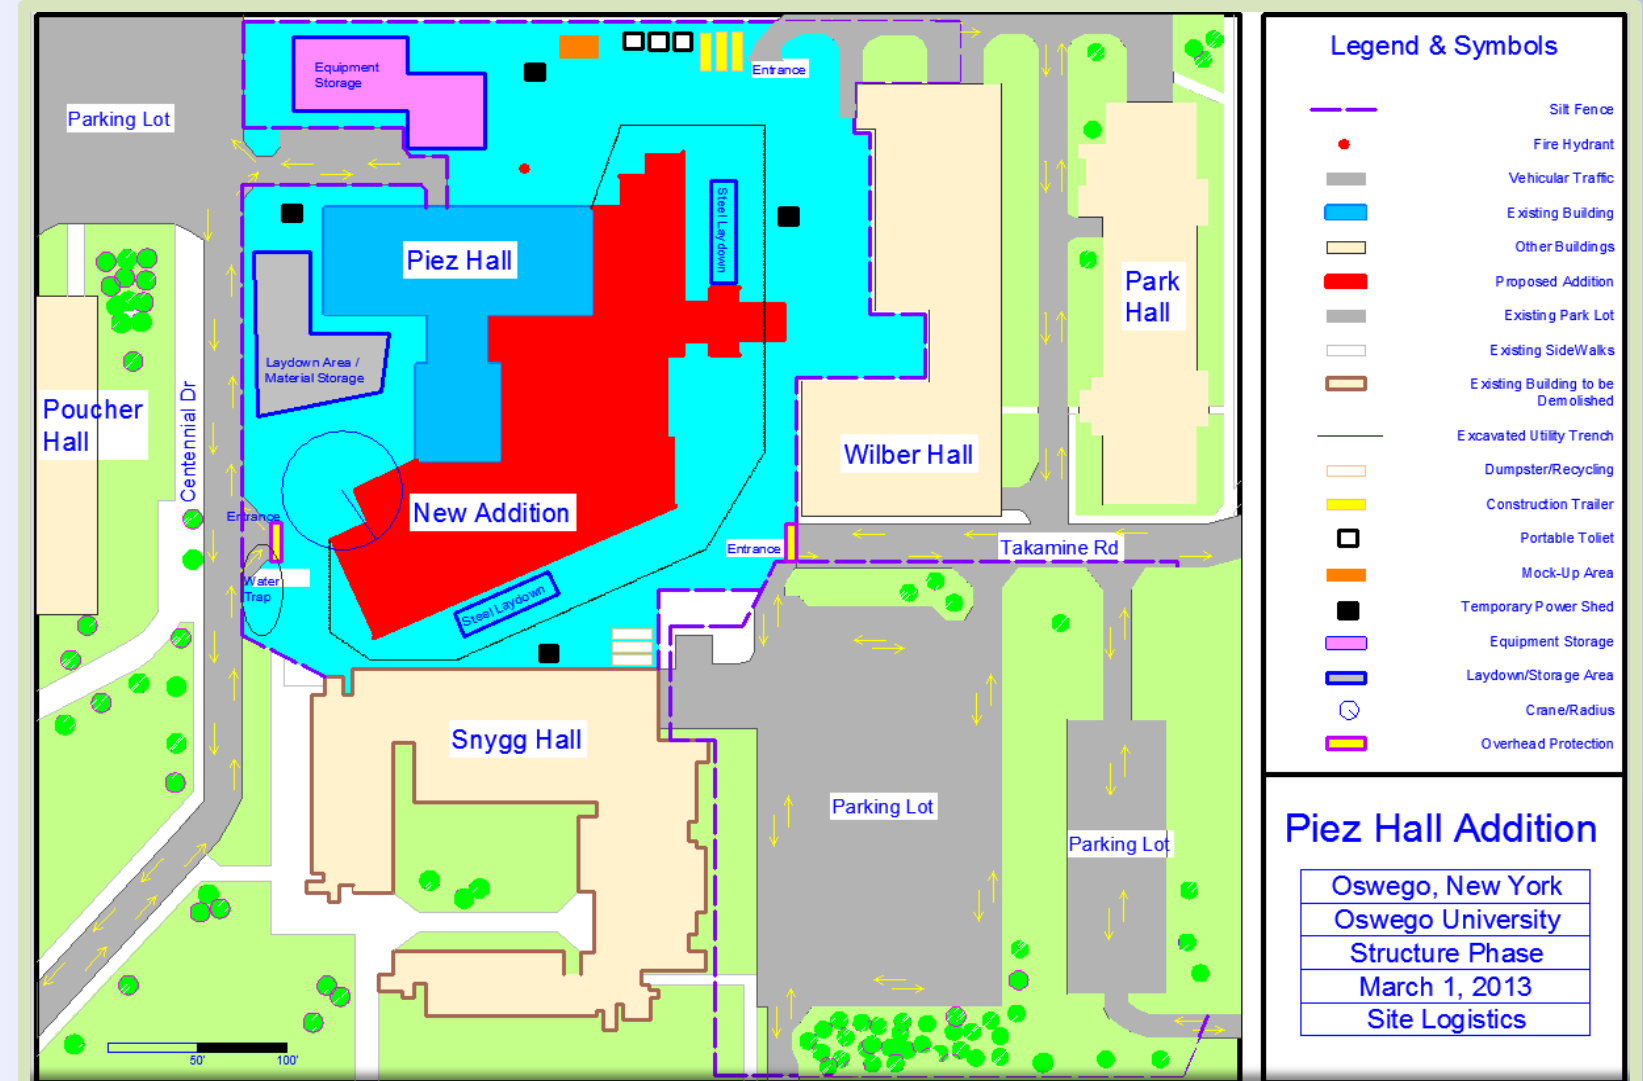 Equipment
Storage
Parking Lot
Entrance
Piez Hall
Steel Laydown
Park
Hall
Laydown Area /
Material Storage
Poucher
Hall
Centennial Dr
Wilber Hall
New Addition
Entrance
Entrance
Takamine Rd
Water
Trap
Steel Laydown
Snygg Hall
Parking Lot
Parking Lot
50'
100'
Legend & Symbols
Silt Fence
Fire Hydrant
Vehicular Traffic
Existing Building
Other Buildings
Proposed Addition
Existing Park Lot
Existing SideWalks
Existing Building to be
Demolished
Excavated Utility Trench
Dumpster/Recycling
Construction Trailer
Portable Toliet
Mock-Up Area
Temporary Power Shed
Equipment Storage
Laydown/Storage Area
Crane/Radius
Overhead Protection
Piez Hall Addition
Oswego, New York
Oswego University
Structure Phase
March 1, 2013
Site Logistics